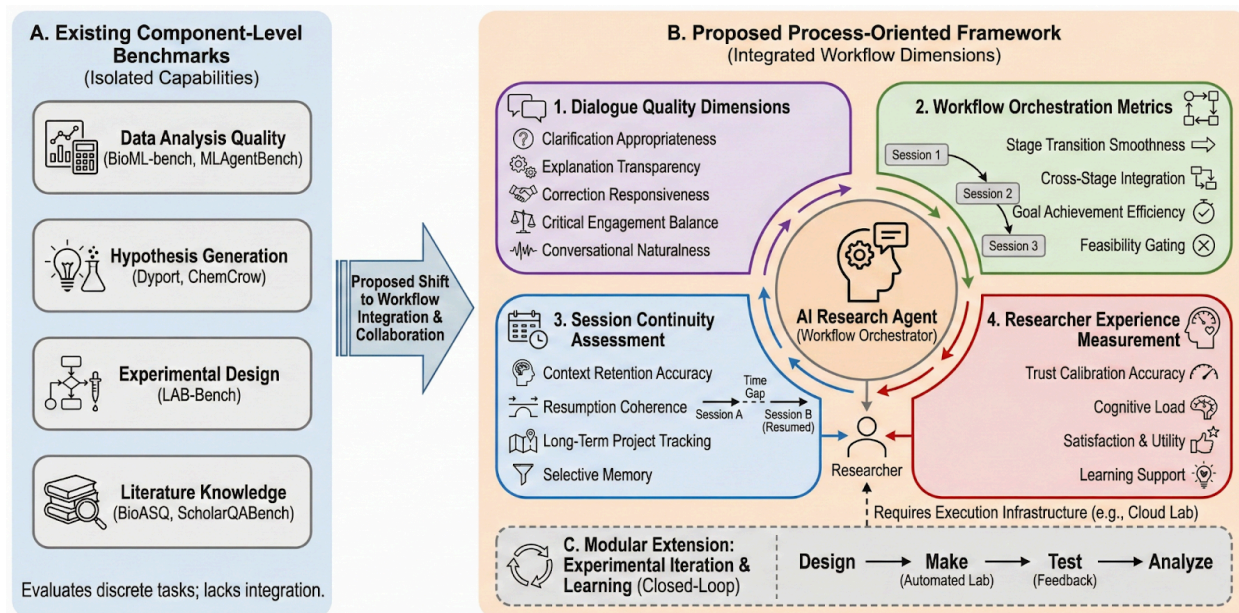 A. Existing Component-Level
Benchmarks
(Isolated Capabilities)
Data Analysis Quality
(BioML-bench, MLAgentBench)
Hypothesis Generation
(Dyport, ChemCrow)
Experimental Design
(LAB-Bench)
Literature Knowledge
(BioASQ, ScholarQABench)
Evaluates discrete tasks; lacks integration.
Proposed Shift
to Workflow
Integration &
Collaboration
B. Proposed Process-Oriented Framework
(Integrated Workflow Dimensions)
1. Dialogue Quality Dimensions
Clarification Appropriateness
Explanation Transparency
Correction Responsiveness
Critical Engagement Balance
Conversational Naturalness
2. Workflow Orchestration Metrics
Session 1
Session 2
Session 3
Stage Transition Smoothness
Cross-Stage Integration
Goal Achievement Efficiency
Feasibility Gating
AI Research Agent
(Workflow Orchestrator)
3. Session Continuity
Assessment
Context Retention Accuracy
Resumption Coherence
Session A
Time
Gap
Session B
(Resumed)
Long-Term Project Tracking
Selective Memory
4. Researcher Experience
Measurement
Trust Calibration Accuracy
Cognitive Load
Satisfaction & Utility
Learning Support
Researcher
Requires Execution Infrastructure (e.g., Cloud Lab)
C. Modular Extension:
Experimental Iteration &
Learning (Closed-Loop)
Design
Make
(Automated Lab)
Test
(Feedback)
Analyze